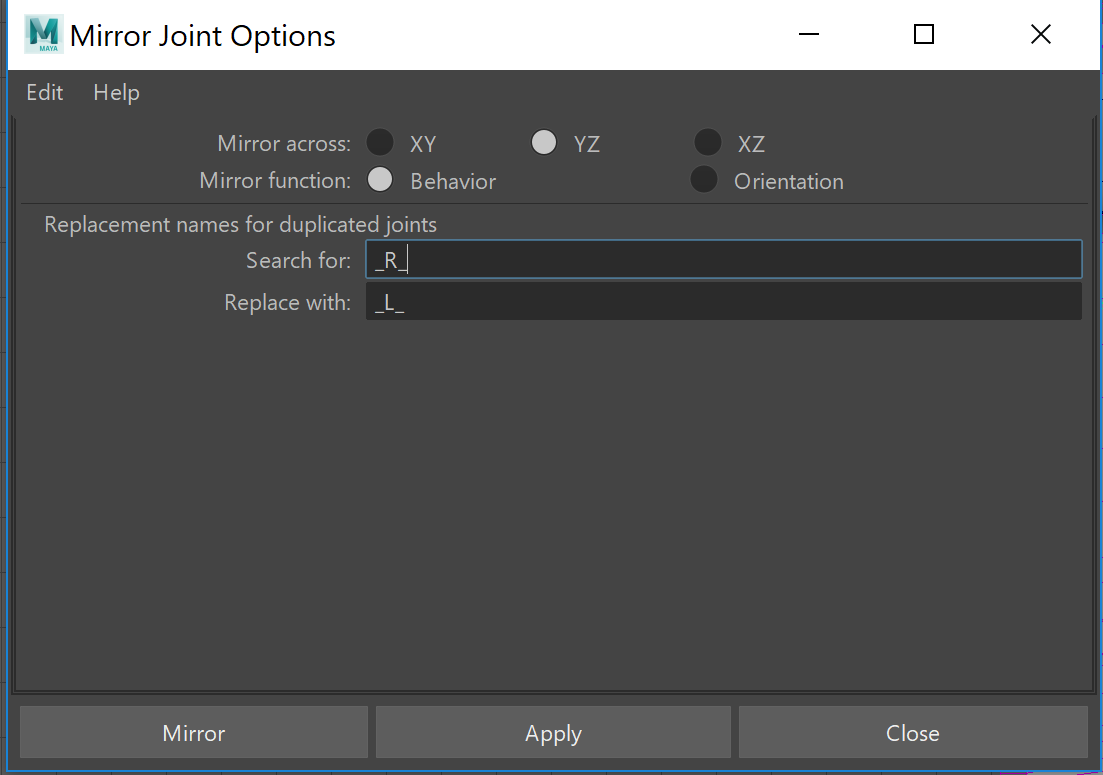 MAYA Mirror Joint Options
Edit Help
Mirror across: XY YZ XZ
Mirror function: Behavior Orientation
Replacement names for duplicated joints
Search for: _R_
Replace with: _L_
Mirror Apply Close